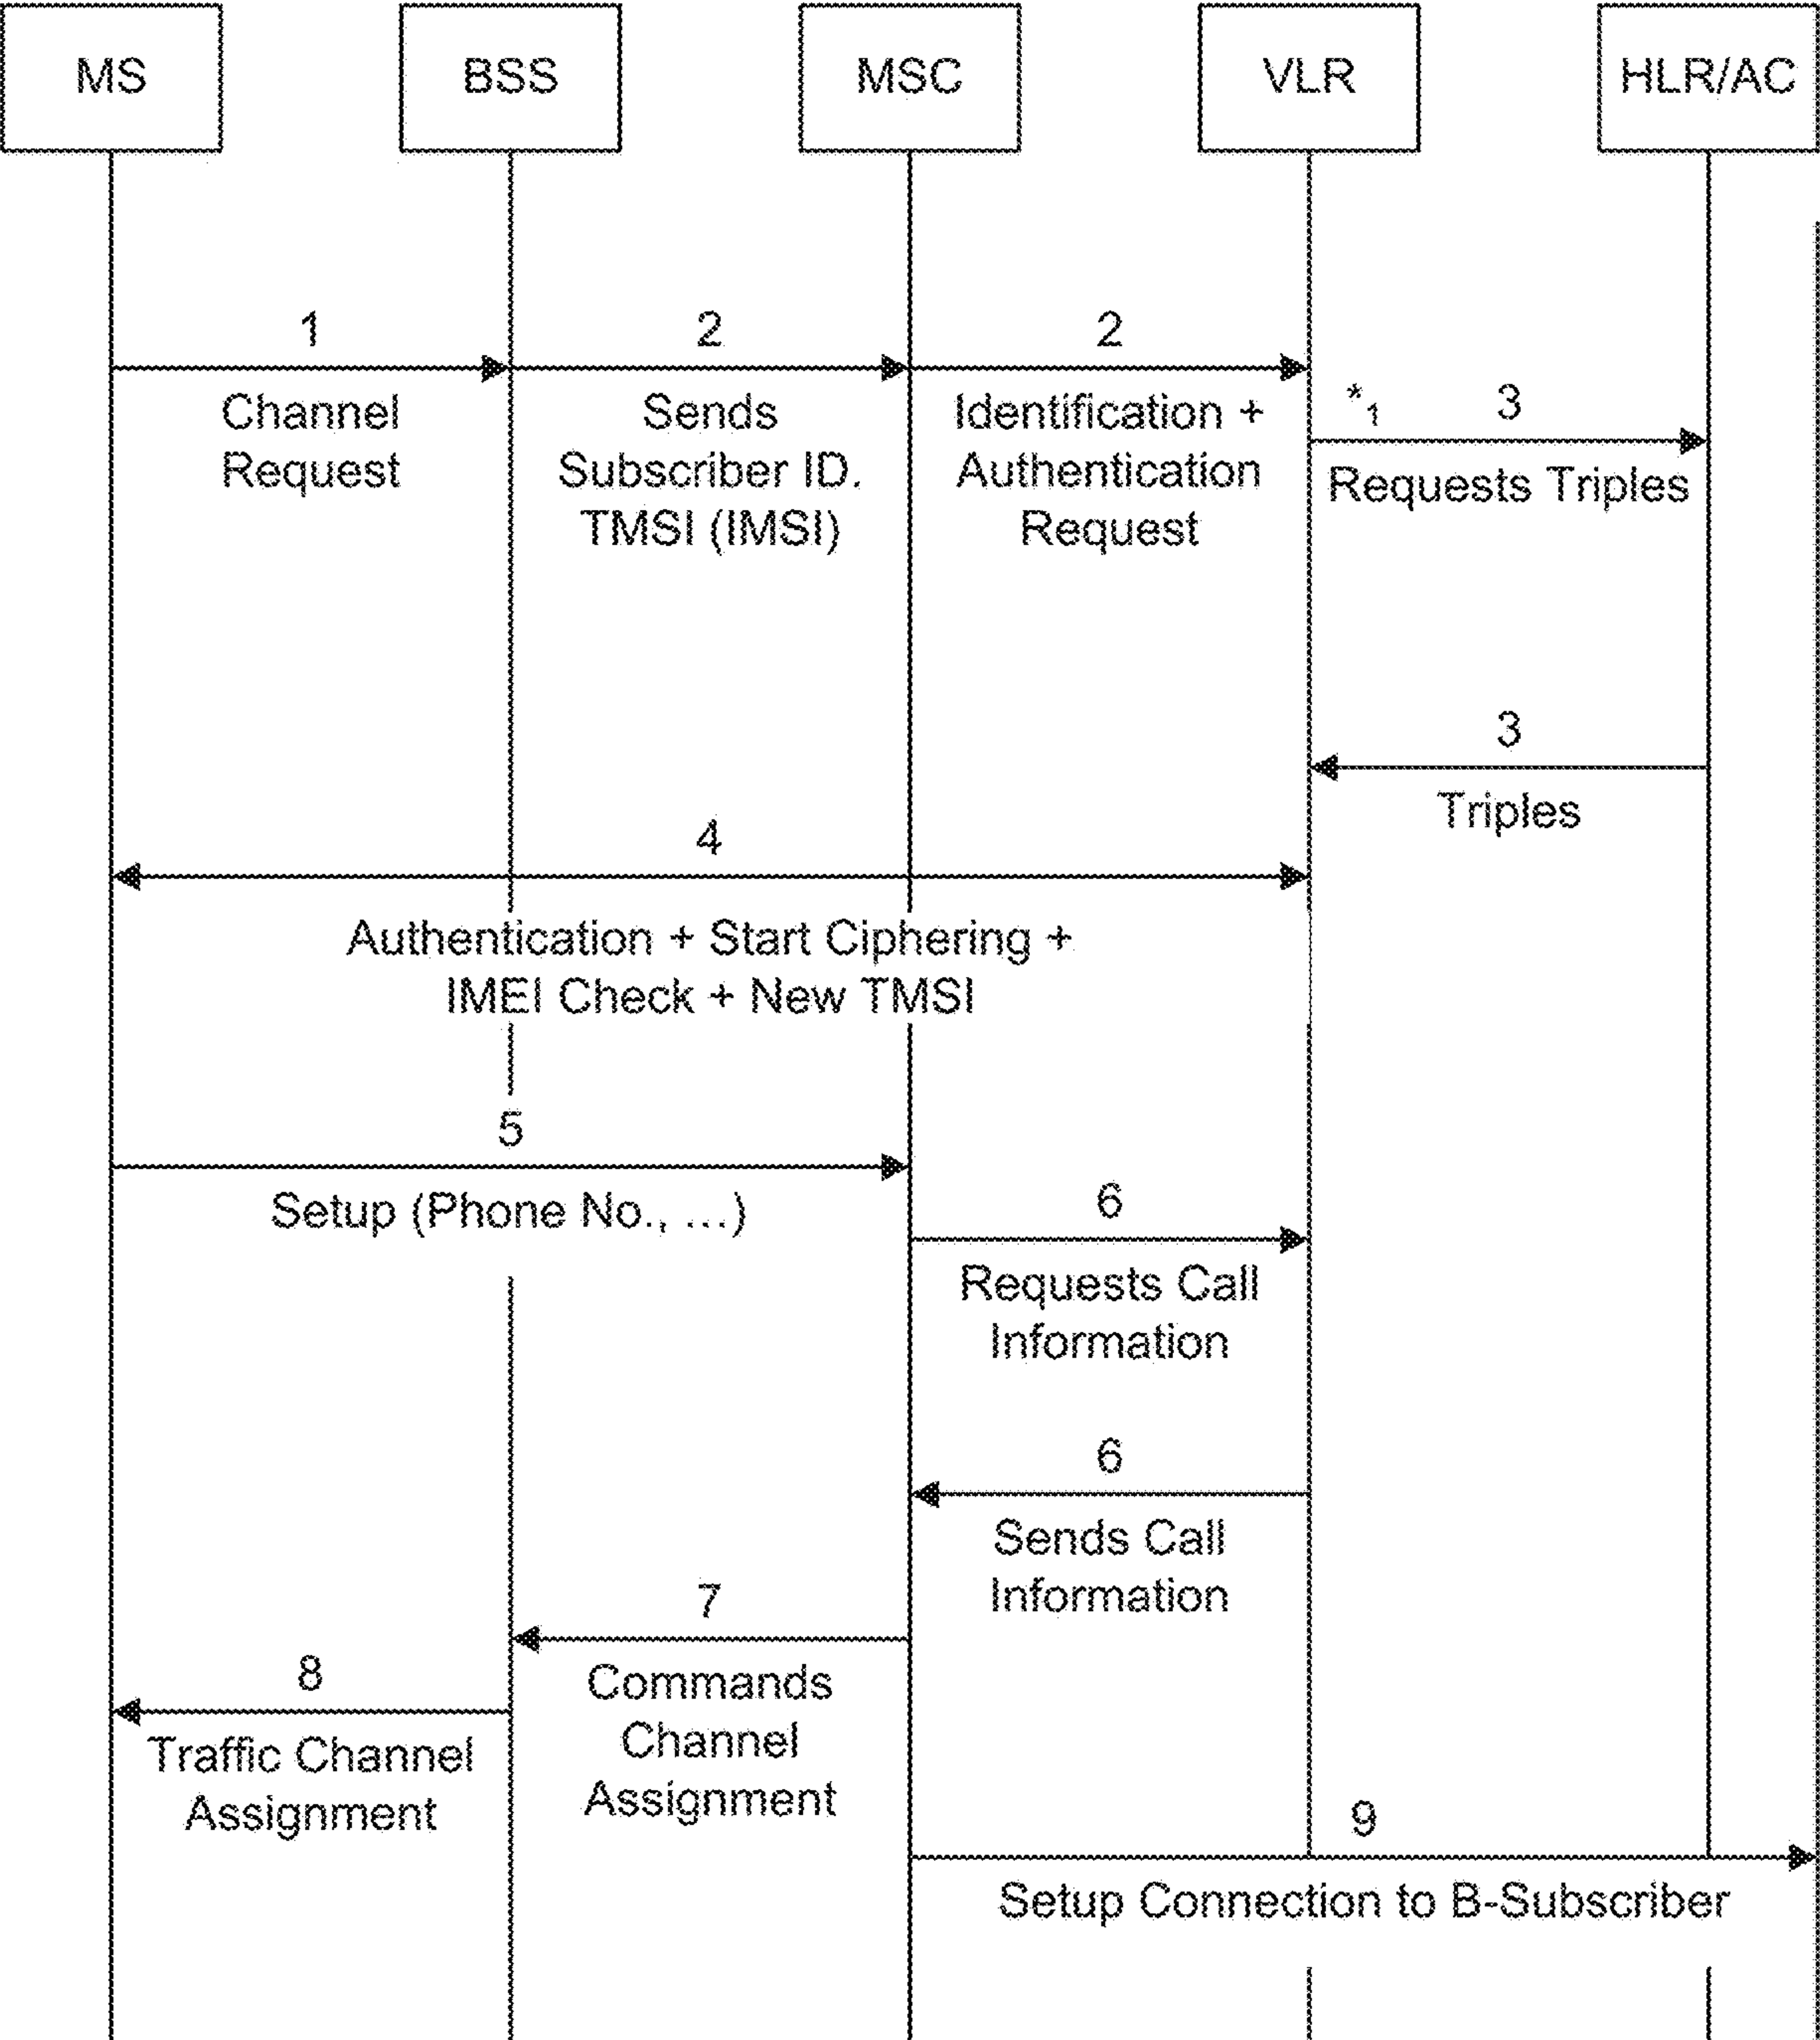 MS
BSS
MSC
VLR
HLR/AC
1
2
2
Channel
Request
Sends
Subscriber ID.
TMSI (IMSI)
Identification +
Authentication
Request
*1
3
Requests Triples
3
Triples
4
Authentication + Start Ciphering +
IMEI Check + New TMSI
5
Setup (Phone No., ...)
6
Requests Call
Information
6
Sends Call
Information
7
Commands
Channel
Assignment
8
Traffic Channel
Assignment
9
Setup Connection to B-Subscriber